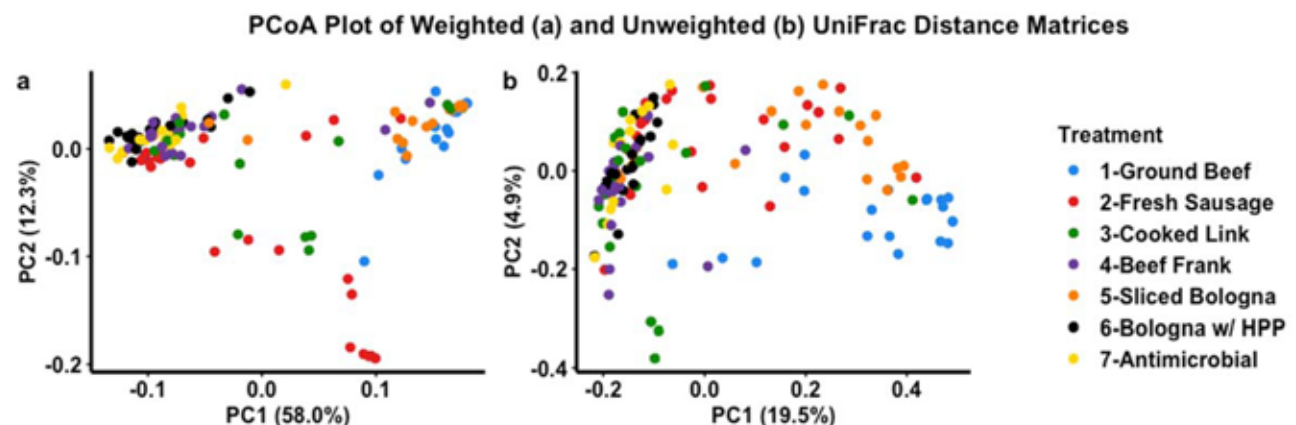 PCoA Plot of Weighted (a) and Unweighted (b) UniFrac Distance Matrices
a
PC2 (12.3%)
0.0
-0.1
-0.2
-0.1
0.0
0.1
PC1 (58.0%)
b
PC2 (4.9%)
0.2
0.0
-0.2
-0.4
-0.2
0.0
0.2
0.4
PC1 (19.5%)
Treatment
1-Ground Beef
2-Fresh Sausage
3-Cooked Link
4-Beef Frank
5-Sliced Bologna
6-Bologna w/ HPP
7-Antimicrobial